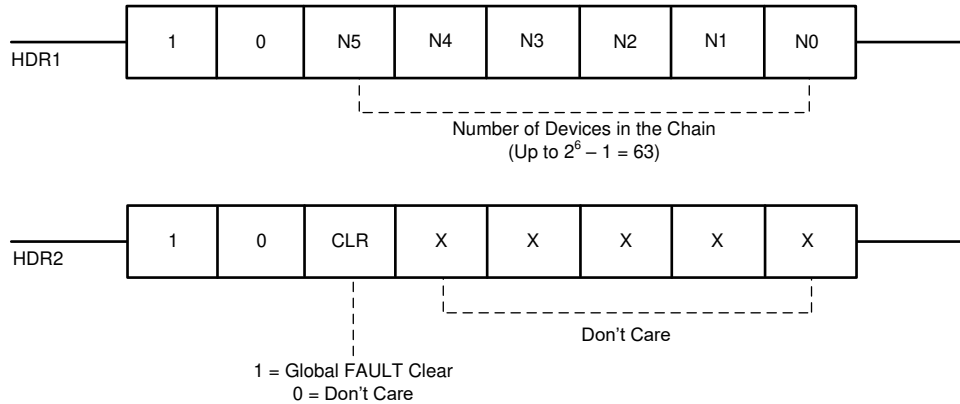 1 0 N5 N4 N3 N2 N1 N0
HDR1
Number of Devices in the Chain
(Up to 2⁶ – 1 = 63)
1 0 CLR X X X X X
HDR2
Don't Care
1 = Global FAULT Clear
0 = Don't Care